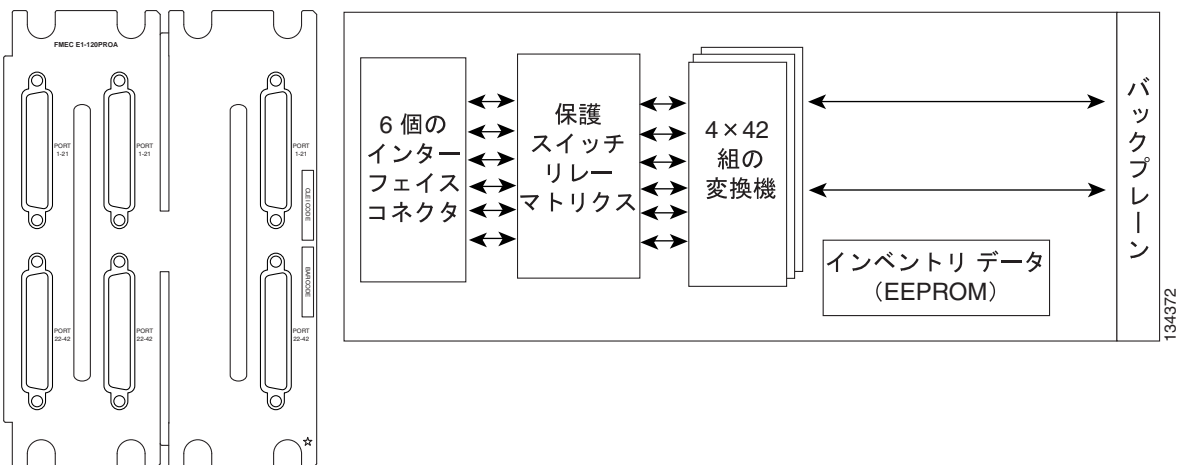 FMEC E1-120PROA
PORT
1-21
PORT
1-21
PORT
1-21
CLEI CODE
BARCODE
PORT
22-42
PORT
22-42
PORT
22-42
6 個の
インター
フェイス
コネクタ
保護
スイッチ
リレー
マトリクス
4×42
組の
変換機
インベントリ データ
(EEPROM)
バックプレーン
134372